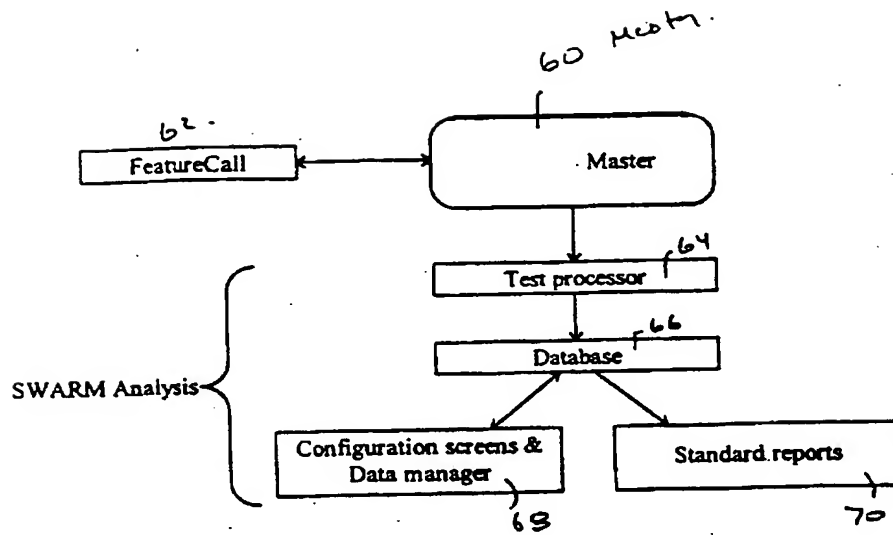 60
62.
FeatureCall
Master
64
Test processor
66
Database
SWARM Analysis
Configuration screens &
Data manager
Standard.reports
68
70